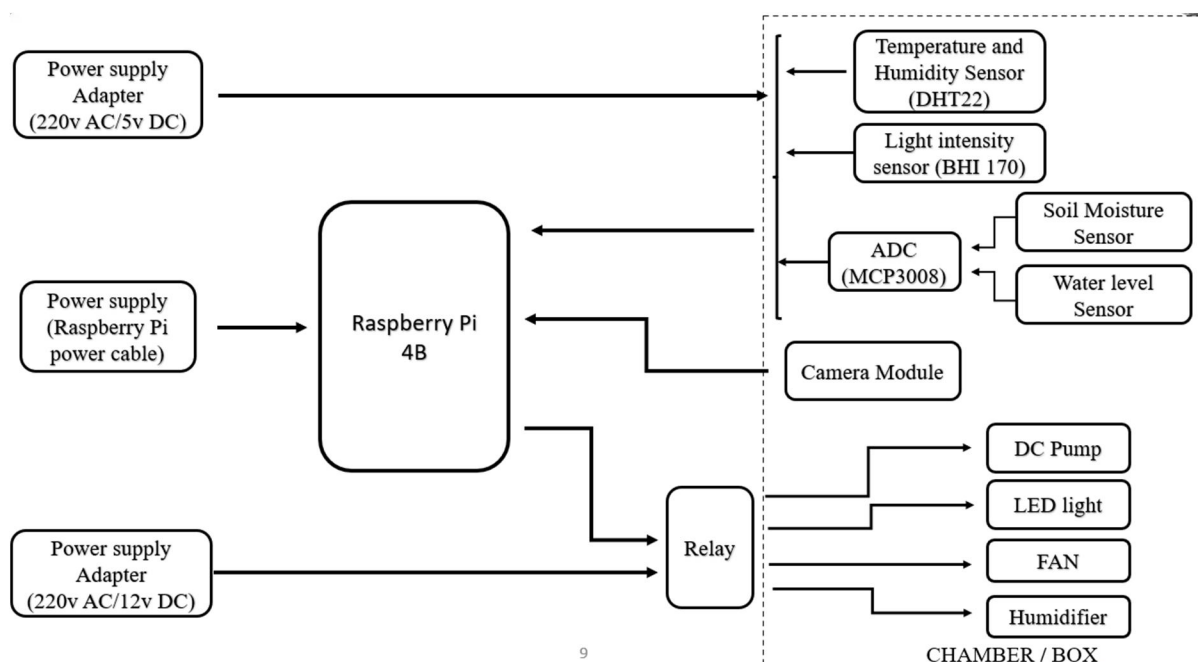 Power supply
Adapter
(220v AC/5v DC)
Temperature and
Humidity Sensor
(DHT22)
Light intensity
sensor (BHI 170)
Soil Moisture
Sensor
ADC
(MCP3008)
Water level
Sensor
Power supply
(Raspberry Pi
power cable)
Raspberry Pi
4B
Camera Module
DC Pump
LED light
Power supply
Adapter
(220v AC/12v DC)
Relay
FAN
Humidifier
9
CHAMBER / BOX